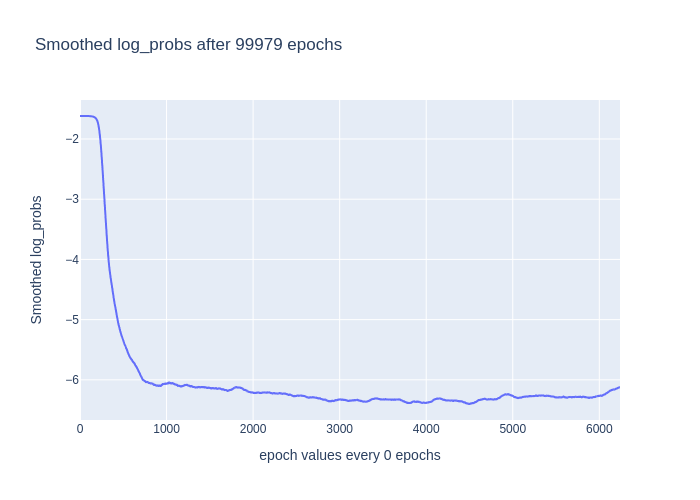 Smoothed log_probs after 99979 epochs
Smoothed log_probs
−2
−3
−4
−5
−6
0 1000 2000 3000 4000 5000 6000
epoch values every 0 epochs